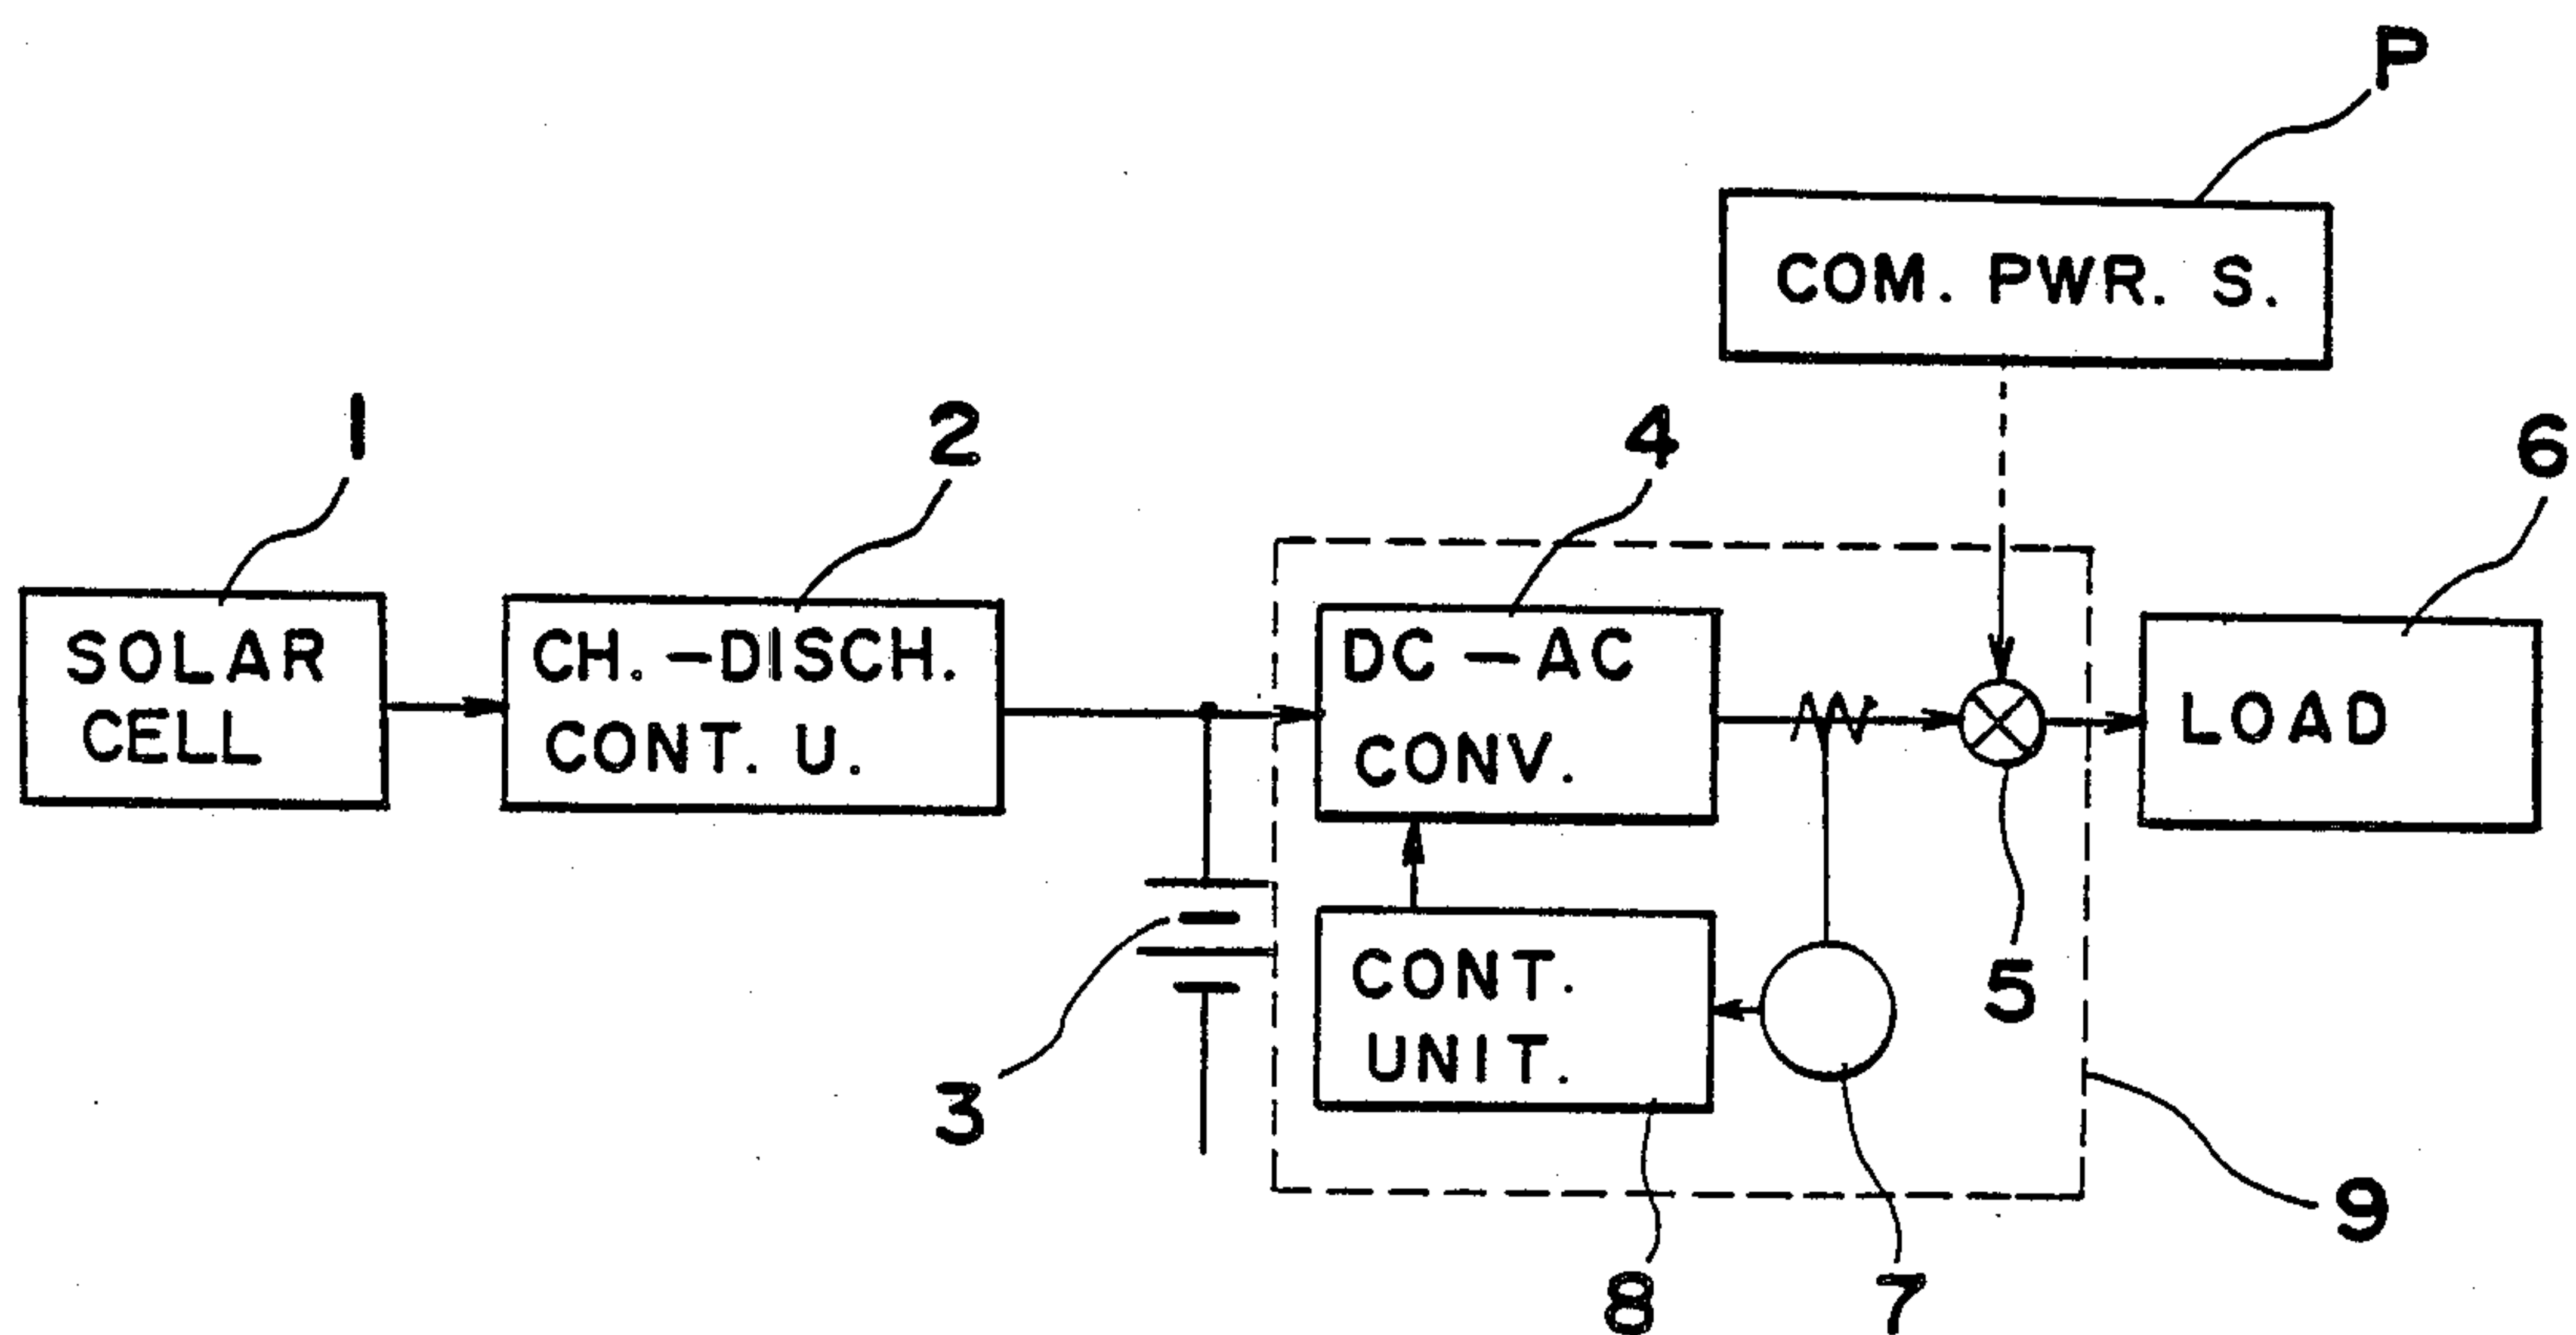 P
COM. PWR. S.
1
2
4
6
SOLAR
CELL
CH.-DISCH.
CONT. U.
DC-AC
CONV.
LOAD
3
CONT.
UNIT.
5
9
8
7